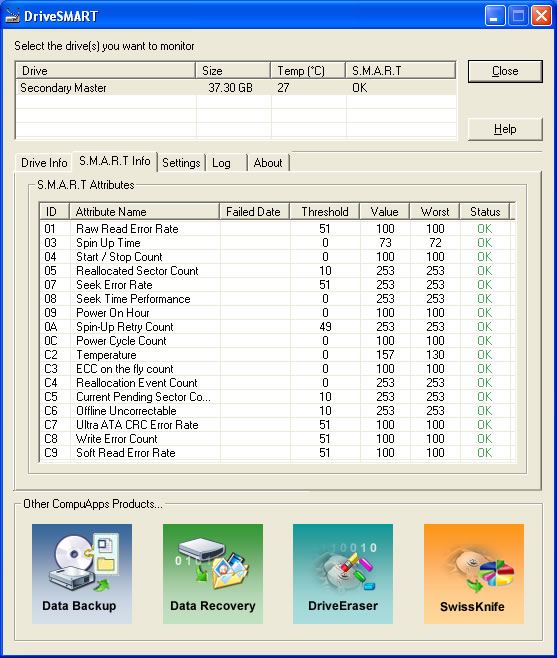 DriveSMART
Select the drive(s) you want to monitor
Drive Size Temp (°C) S.M.A.R.T
Secondary Master 37.30 GB 27 OK
Close
Help
Drive Info S.M.A.R.T Info Settings Log About
S.M.A.R.T Attributes
ID Attribute Name Failed Date Threshold Value Worst Status
01 Raw Read Error Rate 51 100 100 OK
03 Spin Up Time 0 73 72 OK
04 Start / Stop Count 0 100 100 OK
05 Reallocated Sector Count 10 253 253 OK
07 Seek Error Rate 51 253 253 OK
08 Seek Time Performance 0 253 253 OK
09 Power On Hour 0 100 100 OK
0A Spin-Up Retry Count 49 253 253 OK
0C Power Cycle Count 0 100 100 OK
C2 Temperature 0 157 130 OK
C3 ECC on the fly count 0 100 100 OK
C4 Reallocation Event Count 0 253 253 OK
C5 Current Pending Sector Co... 10 253 253 OK
C6 Offline Uncorrectable 10 253 253 OK
C7 Ultra ATA CRC Error Rate 51 100 100 OK
C8 Write Error Count 51 100 100 OK
C9 Soft Read Error Rate 51 100 100 OK
Other CompuApps Products...
Data Backup
Data Recovery
DriveEraser
SwissKnife